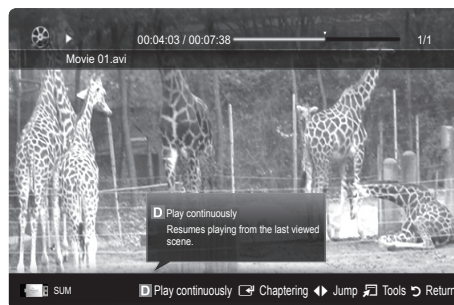 00:04:03 / 00:07:38 1/1
Movie 01.avi
D Play continuously
Resumes playing from the last viewed
scene.
SUM D Play continuously Chaptering Jump Tools Return